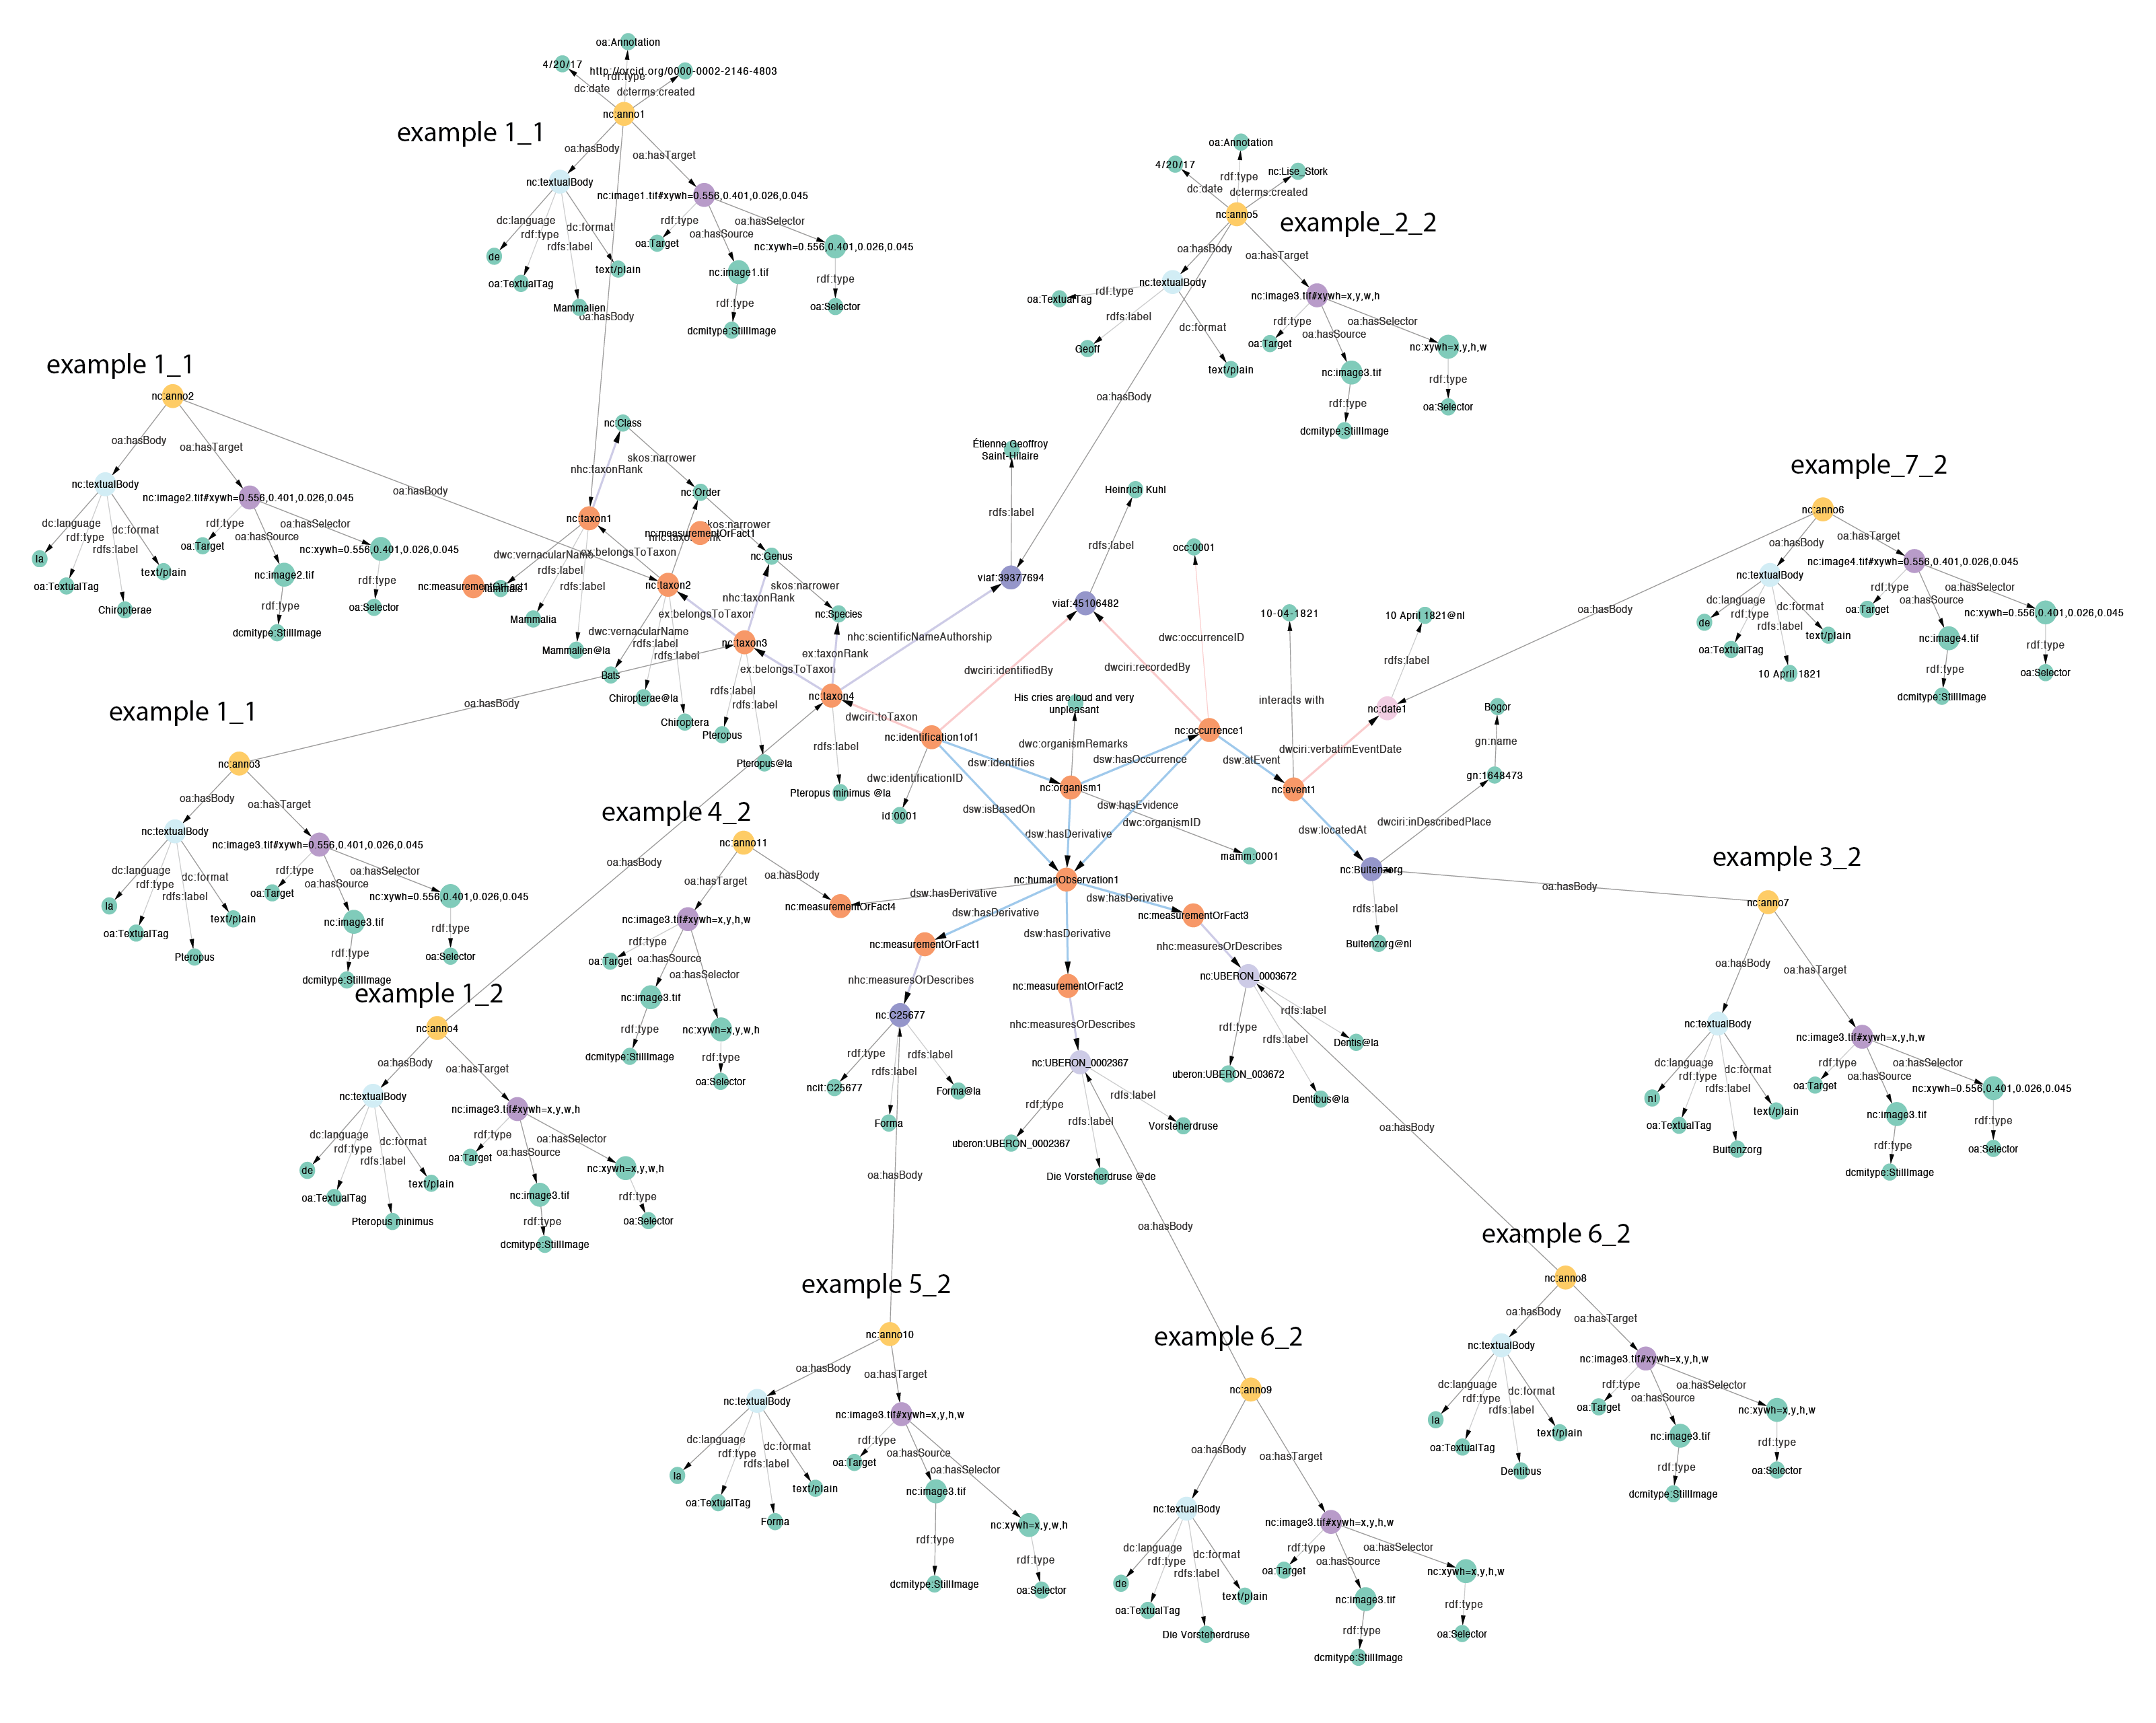 oa:Annotation
4/20/17
http://orcid.org/0000-0002-2146-4803
rdf:type
dc:date
dcterms:created
nc:anno1
example 1_1
oa:hasBody
oa:hasTarget
nc:textualBody
nc:image1.tif#xywh=0.556,0.401,0.026,0.045
dc:language
rdf:type
dc:format
rdfs:label
rdf:type
oa:hasSource
oa:hasSelector
oa:Target
nc:xywh=0.556,0.401,0.026,0.045
de
oa:TextualTag
text/plain
nc:image1.tif
Mammalien
oa:hasBody
rdf:type
rdf:type
oa:Selector
dcmitype:StillImage
oa:Annotation
4/20/17
rdf:type
nc:Lise_Stork
dc:date
dcterms:created
nc:anno5
example_2_2
oa:hasBody
oa:hasTarget
nc:textualBody
oa:TextualTag
rdf:type
nc:image3.tif#xywh=x,y,w,h
rdfs:label
dc:format
rdf:type
oa:hasSource
oa:hasSelector
oa:Target
nc:xywh=x,y,h,w
Geoff
text/plain
nc:image3.tif
rdf:type
rdf:type
oa:Selector
dcmitype:StillImage
oa:hasBody
example 1_1
nc:anno2
oa:hasBody
oa:hasTarget
oa:hasBody
nc:textualBody
nc:image2.tif#xywh=0.556,0.401,0.026,0.045
dc:language
rdf:type
dc:format
rdfs:label
rdf:type
oa:hasSource
oa:hasSelector
oa:Target
nc:xywh=0.556,0.401,0.026,0.045
la
oa:TextualTag
text/plain
nc:image2.tif
Chiropterae
rdf:type
rdf:type
oa:Selector
dcmitype:StillImage
nc:Class
skos:narrower
nhc:taxonRank
nc:Order
nc:taxon1
nc:measurementOrFact1
skos:narrower
dwc:vernacularName
ex:belongsToTaxon
nc:Genus
rdfs:label
rdfs:label
nc:measurementOrFact1
nc:taxon2
skos:narrower
nhc:taxonRank
Mammalia
ex:belongsToTaxon
nc:Species
dwc:vernacularName
rdfs:label
rdfs:label
nc:taxon3
Mammalien@la
ex:taxonRank
ex:belongsToTaxon
Bats
Chiropterae@la
rdfs:label
rdfs:label
nc:taxon4
Chiroptera
Pteropus
Pteropus@la
rdfs:label
Pteropus minimus @la
Étienne Geoffroy
Saint-Hilaire
rdfs:label
viaf:39377694
nhc:scientificNameAuthorship
Heinrich Kuhl
rdfs:label
viaf:45106482
occ:0001
dwc:occurrenceID
dwciri:identifiedBy
dwciri:recordedBy
10-04-1821
interacts with
10 April 1821@nl
rdfs:label
nc:date1
oa:hasBody
dwciri:toTaxon
nc:identification1of1
His cries are loud and very
unpleasant
dwc:organismRemarks
nc:occurrence1
dwciri:verbatimEventDate
dsw:identifies
dsw:hasOccurrence
dsw:atEvent
dwc:identificationID
id:0001
nc:organism1
nc:event1
dsw:isBasedOn
dsw:hasEvidence
dsw:hasDerivative
dwc:organismID
mamm:0001
dsw:locatedAt
dwciri:inDescribedPlace
Bogor
gn:name
gn:1648473
nc:Buitenzorg
rdfs:label
Buitenzorg@nl
example_7_2
nc:anno6
oa:hasBody
oa:hasTarget
nc:textualBody
nc:image4.tif#xywh=0.556,0.401,0.026,0.045
dc:language
rdf:type
dc:format
rdfs:label
rdf:type
oa:hasSource
oa:hasSelector
oa:Target
nc:xywh=0.556,0.401,0.026,0.045
de
oa:TextualTag
text/plain
nc:image4.tif
10 April 1821
rdf:type
rdf:type
oa:Selector
dcmitype:StillImage
example 1_1
nc:anno3
oa:hasBody
oa:hasBody
oa:hasTarget
nc:textualBody
nc:image3.tif#xywh=0.556,0.401,0.026,0.045
dc:language
rdf:type
dc:format
rdfs:label
rdf:type
oa:hasSource
oa:hasSelector
oa:Target
nc:xywh=0.556,0.401,0.026,0.045
la
oa:TextualTag
text/plain
nc:image3.tif
Pteropus
rdf:type
rdf:type
oa:Selector
dcmitype:StillImage
example 1_2
nc:anno4
oa:hasBody
oa:hasBody
oa:hasTarget
nc:textualBody
nc:image3.tif#xywh=x,y,w,h
dc:language
rdf:type
dc:format
rdfs:label
rdf:type
oa:hasSource
oa:hasSelector
oa:Target
nc:xywh=x,y,w,h
de
oa:TextualTag
text/plain
nc:image3.tif
Pteropus minimus
rdf:type
rdf:type
oa:Selector
dcmitype:StillImage
example 4_2
nc:anno11
oa:hasTarget
oa:hasBody
nc:image3.tif#xywh=x,y,h,w
rdf:type
oa:hasSource
oa:hasSelector
oa:Target
nc:image3.tif
nc:xywh=x,y,w,h
rdf:type
rdf:type
dcmitype:StillImage
oa:Selector
nc:humanObservation1
dsw:hasDerivative
dsw:hasDerivative
nc:measurementOrFact4
nc:measurementOrFact3
dsw:hasDerivative
dsw:hasDerivative
nc:measurementOrFact1
nhc:measuresOrDescribes
nhc:measuresOrDescribes
nc:UBERON_0003672
nc:measurementOrFact2
nc:C25677
nhc:measuresOrDescribes
rdf:type
rdfs:label
rdfs:label
rdf:type
rdfs:label
rdfs:label
Dentis@la
ncit:C25677
Forma@la
nc:UBERON_0002367
uberon:UBERON_003672
Dentibus@la
Forma
rdf:type
rdfs:label
rdfs:label
Vorsteherdruse
uberon:UBERON_0002367
Die Vorsteherdruse @de
oa:hasBody
oa:hasBody
oa:hasBody
example 3_2
oa:hasBody
nc:anno7
oa:hasBody
oa:hasTarget
nc:textualBody
nc:image3.tif#xywh=x,y,h,w
dc:language
rdf:type
dc:format
rdfs:label
rdf:type
oa:hasSource
oa:hasSelector
oa:Target
nc:xywh=0.556,0.401,0.026,0.045
nl
oa:TextualTag
text/plain
nc:image3.tif
Buitenzorg
rdf:type
rdf:type
oa:Selector
dcmitype:StillImage
example 5_2
nc:anno10
oa:hasBody
oa:hasTarget
nc:textualBody
nc:image3.tif#xywh=x,y,h,w
dc:language
rdf:type
dc:format
rdfs:label
rdf:type
oa:hasSource
oa:hasSelector
oa:Target
la
oa:TextualTag
text/plain
nc:image3.tif
Forma
nc:xywh=x,y,w,h
rdf:type
rdf:type
dcmitype:StillImage
oa:Selector
example 6_2
nc:anno9
oa:hasBody
oa:hasTarget
nc:textualBody
nc:image3.tif#xywh=x,y,h,w
dc:language
rdf:type
dc:format
rdfs:label
rdf:type
oa:hasSource
oa:hasSelector
oa:Target
nc:xywh=x,y,h,w
de
oa:TextualTag
text/plain
nc:image3.tif
Die Vorsteherdruse
rdf:type
rdf:type
oa:Selector
dcmitype:StillImage
example 6_2
nc:anno8
oa:hasBody
oa:hasTarget
nc:textualBody
nc:image3.tif#xywh=x,y,h,w
dc:language
rdf:type
dc:format
rdfs:label
rdf:type
oa:hasSource
oa:hasSelector
oa:Target
nc:xywh=x,y,h,w
la
oa:TextualTag
text/plain
nc:image3.tif
Dentibus
rdf:type
rdf:type
oa:Selector
dcmitype:StillImage